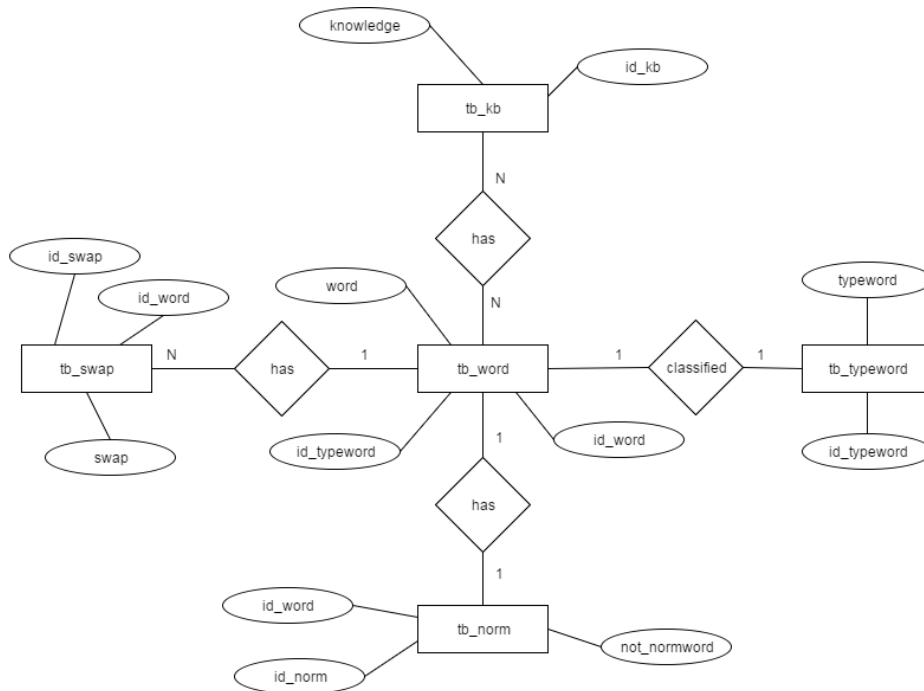 knowledge
id_kb
tb_kb
N
has
id_swap
id_word
word
N
typeword
tb_swap
N
has
1
tb_word
1
classified
1
tb_typeword
swap
id_typeword
1
id_word
id_typeword
has
1
id_word
tb_norm
id_norm
not_normword